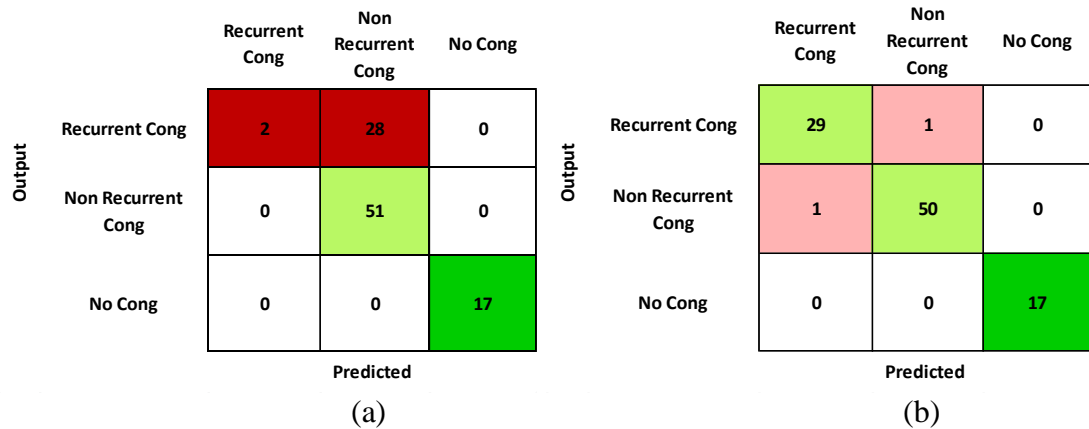 Recurrent
Cong
Non
Recurrent
Cong
No Cong
Output
Recurrent Cong
2
28
0
Non Recurrent
Cong
0
51
0
No Cong
0
0
17
Predicted
(a)
Recurrent
Cong
Non
Recurrent
Cong
No Cong
Output
Recurrent Cong
29
1
0
Non Recurrent
Cong
1
50
0
No Cong
0
0
17
Predicted
(b)